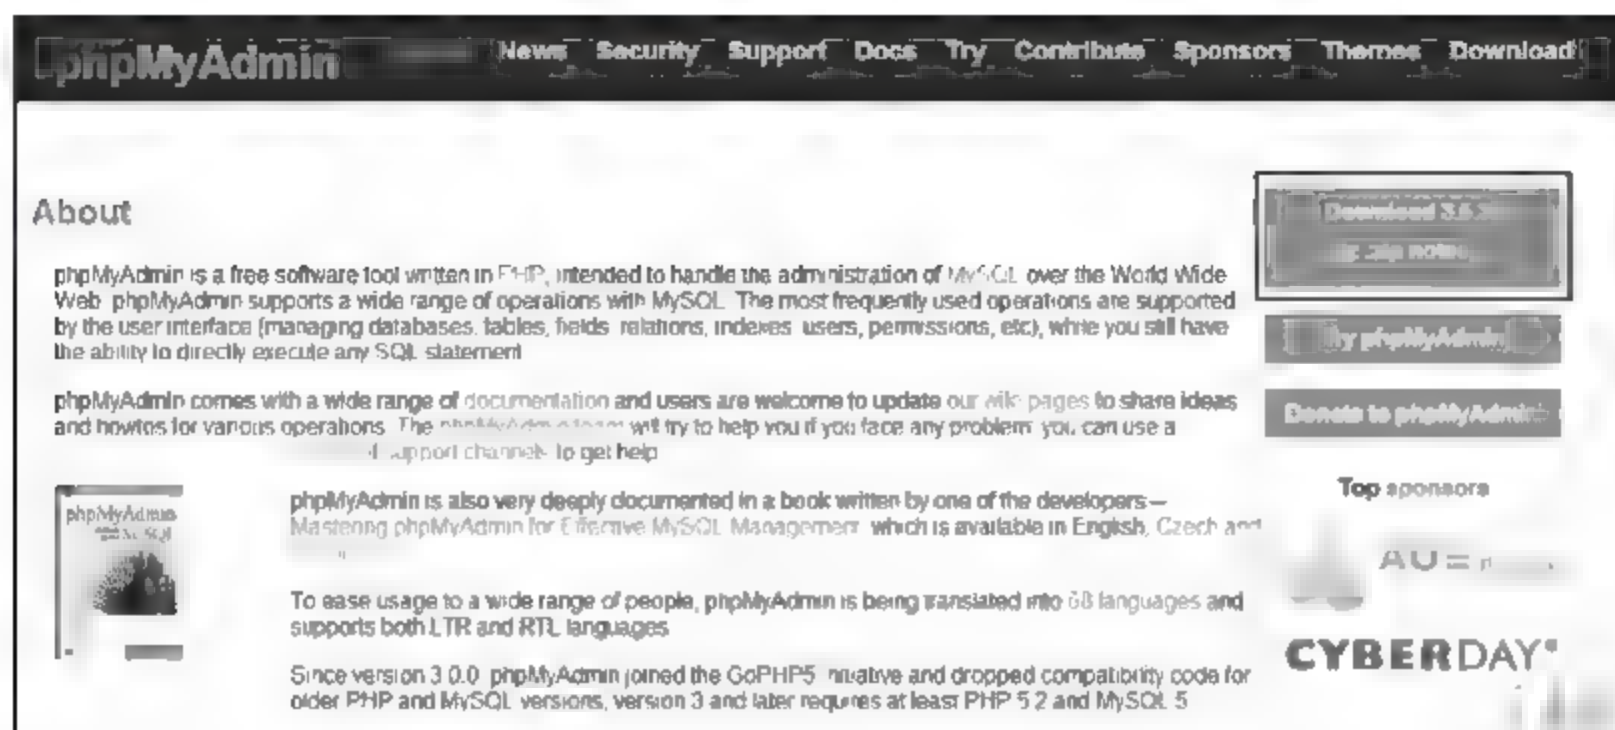 phpMyAdmin
News Security Support Docs Try Contribute Sponsors Themes Download
About
phpMyAdmin is a free software tool written in PHP, intended to handle the administration of MySQL over the World Wide
Web. phpMyAdmin supports a wide range of operations with MySQL. The most frequently used operations are supported
by the user interface (managing databases, tables, fields, relations, indexes, users, permissions, etc), while you still have
the ability to directly execute any SQL statement.
phpMyAdmin comes with a wide range of documentation and users are welcome to update our wiki pages to share ideas
and howtos for various operations. The phpMyAdmin team will try to help you if you face any problem; you can use a
support channels to get help.
phpMyAdmin is also very deeply documented in a book written by one of the developers –
Mastering phpMyAdmin for Effective MySQL Management, which is available in English, Czech and
To ease usage to a wide range of people, phpMyAdmin is being translated into 68 languages and
supports both LTR and RTL languages.
Since version 3.0.0, phpMyAdmin joined the GoPHP5 initiative and dropped compatibility code for
older PHP and MySQL versions; version 3 and later requires at least PHP 5.2 and MySQL 5.
phpMyAdmin
Download
Try phpMyAdmin
Donate to phpMyAdmin
Top sponsors
CYBERDAY